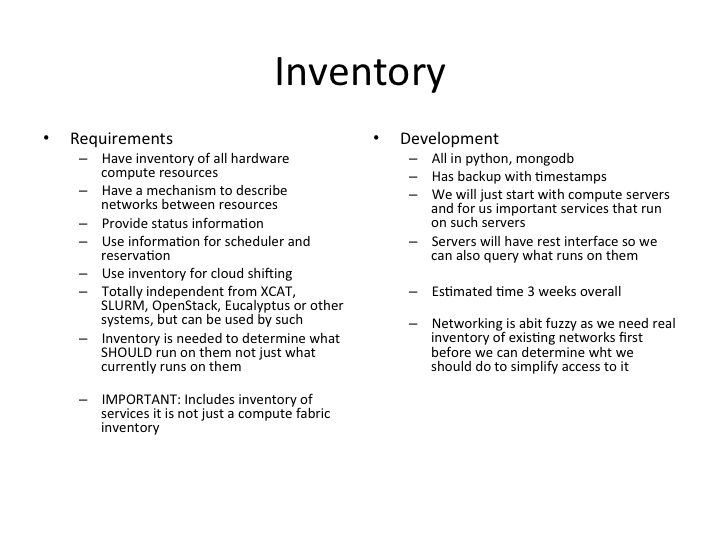 Inventory
• Requirements
– Have inventory of all hardware
compute resources
– Have a mechanism to describe
networks between resources
– Provide status information
– Use information for scheduler and
reservation
– Use inventory for cloud shifting
– Totally independent from XCAT,
SLURM, OpenStack, Eucalyptus or other
systems, but can be used by such
– Inventory is needed to determine what
SHOULD run on them not just what
currently runs on them
– IMPORTANT: Includes inventory of
services it is not just a compute fabric
inventory
• Development
– All in python, mongodb
– Has backup with timestamps
– We will just start with compute servers
and for us important services that run
on such servers
– Servers will have rest interface so we
can also query what runs on them
– Estimated time 3 weeks overall
– Networking is abit fuzzy as we need real
inventory of existing networks first
before we can determine wht we
should do to simplify access to it